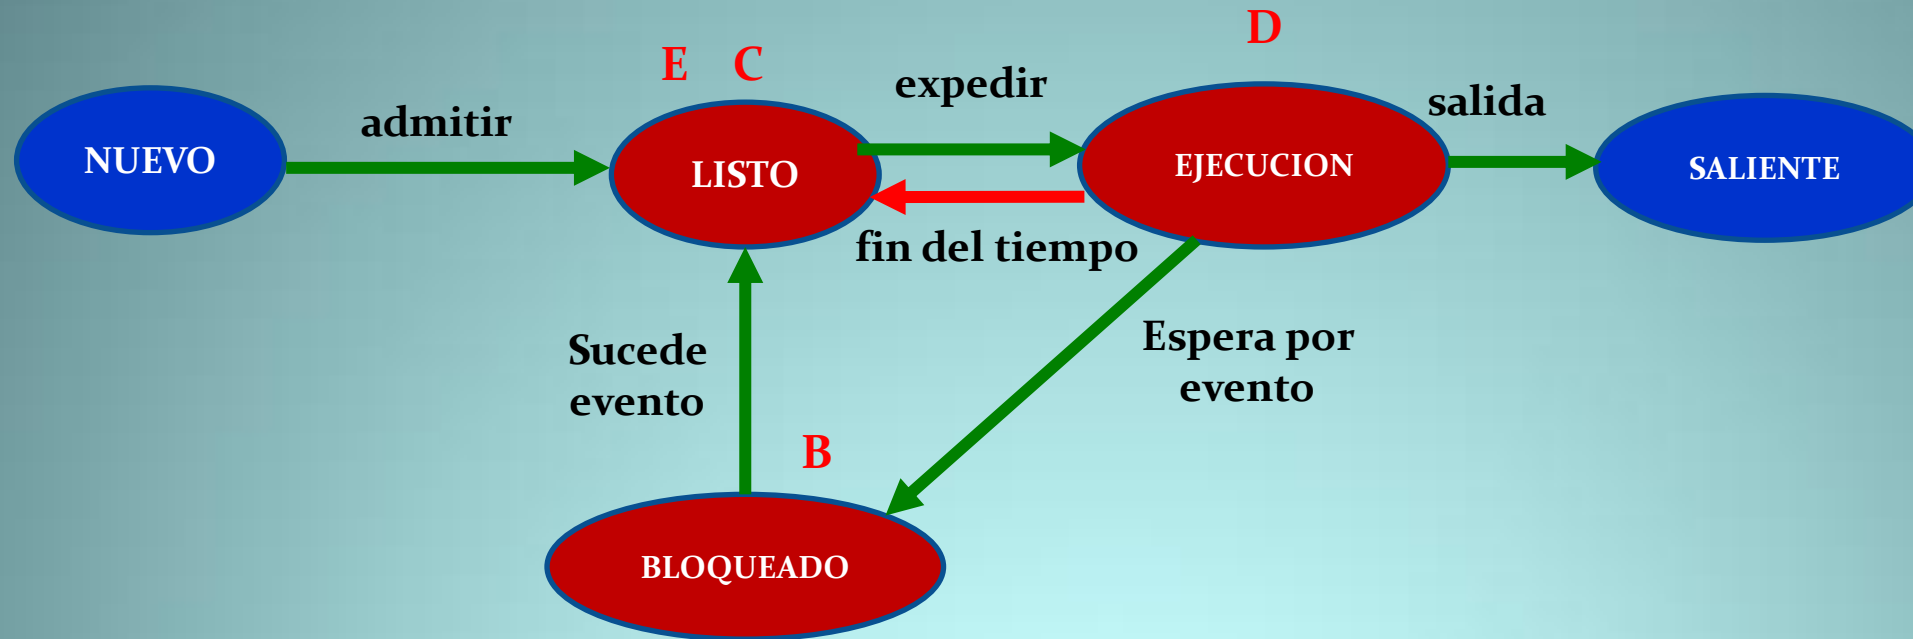 D
E C
expedir
salida
admitir
NUEVO
LISTO
EJECUCION
SALIENTE
fin del tiempo
Sucede
evento
Espera por
evento
B
BLOQUEADO